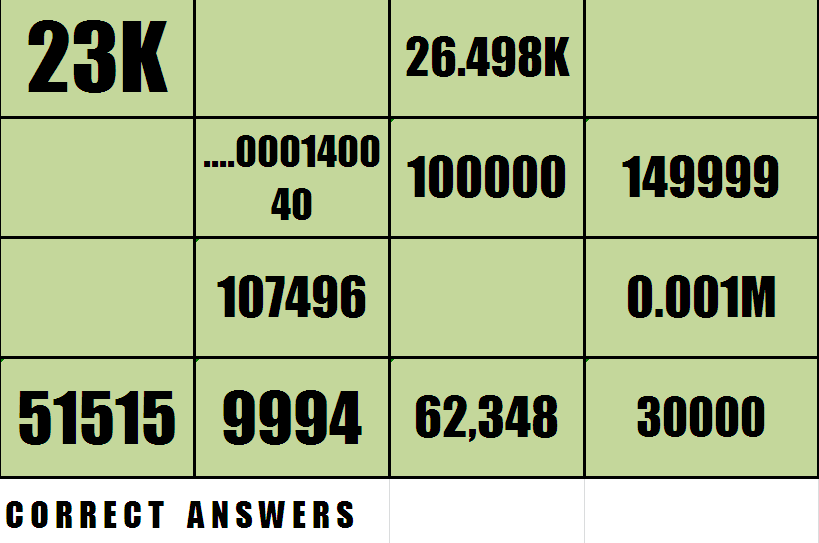 23K
26.498K
....0001400
40
100000
149999
107496
0.001M
51515
9994
62,348
30000
CORRECT ANSWERS